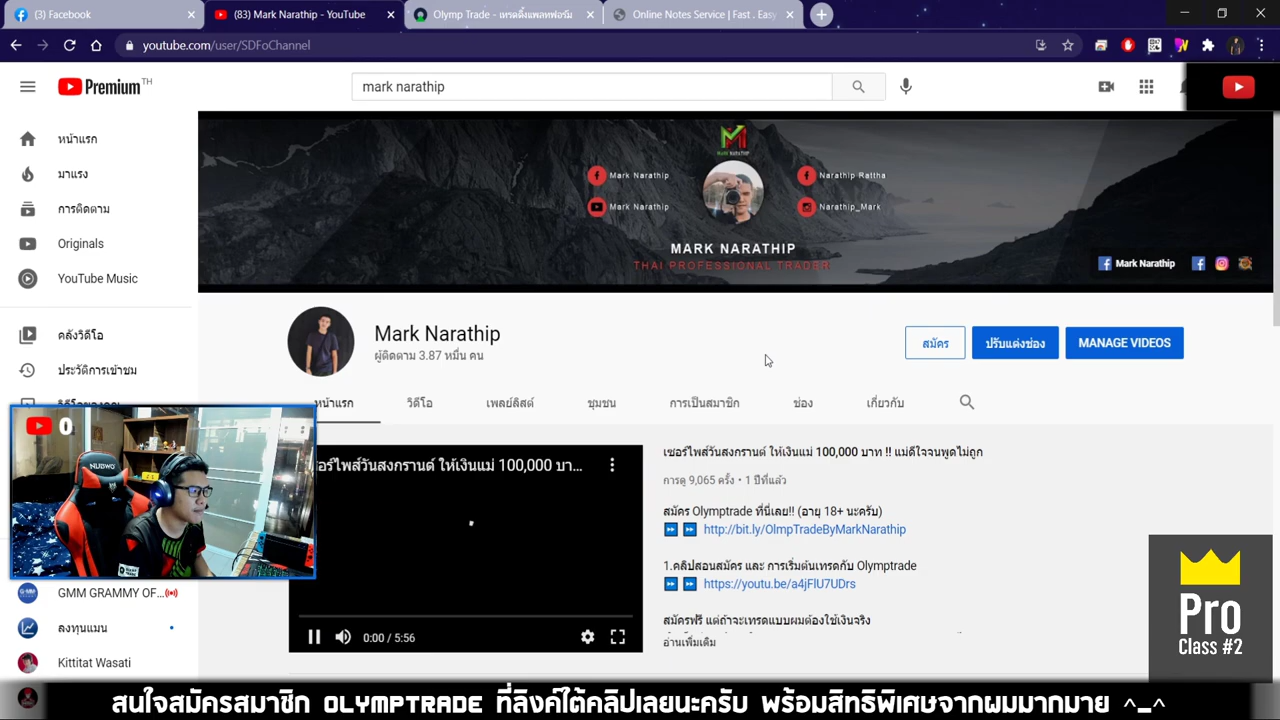 (3) Facebook
(83) Mark Narathip - YouTube
Olymp Trade - เทรดดิ้งแพลทฟอร์ม
Online Notes Service | Fast . Easy
youtube.com/user/SDFoChannel
Premium TH
mark narathip
หน้าแรก
มาแรง
การติดตาม
Originals
YouTube Music
คลังวิดีโอ
ประวัติการเข้าชม
วิดีโอของคุณ
GMM GRAMMY OF...
ลงทุนแมน
Kittitat Wasati
Mark Narathip
Narathip Rattha
Mark Narathip
Narathip_Mark
MARK NARATHIP
THAI PROFESSIONAL TRADER
Mark Narathip
Mark Narathip
ผู้ติดตาม 3.87 หมื่น คน
สมัคร
ปรับแต่งช่อง
MANAGE VIDEOS
หน้าแรก
วิดีโอ
เพลย์ลิสต์
ชุมชน
การเป็นสมาชิก
ช่อง
เกี่ยวกับ
0
NUBWO
อร์ไพส์วันสงกรานต์ ให้เงินแม่ 100,000 บา...
0:00 / 5:56
เซอร์ไพส์วันสงกรานต์ ให้เงินแม่ 100,000 บาท !! แม่ดีใจจนพูดไม่ถูก
การดู 9,065 ครั้ง • 1 ปีที่แล้ว
สมัคร Olymptrade ที่นี่เลย!! (อายุ 18+ นะครับ)
http://bit.ly/OlmpTradeByMarkNarathip
1.คลิปสอนสมัคร และ การเริ่มต้นเทรดกับ Olymptrade
https://youtu.be/a4jFlU7UDrs
สมัครฟรี แต่ถ้าจะเทรดแบบผมต้องใช้เงินจริง
อ่านเพิ่มเติม
Pro
Class #2
สนใจสมัครสมาชิก OLYMPTRADE ที่ลิงค์ใต้คลิปเลยนะครับ พร้อมสิทธิพิเศษจากผมมากมาย ^_^